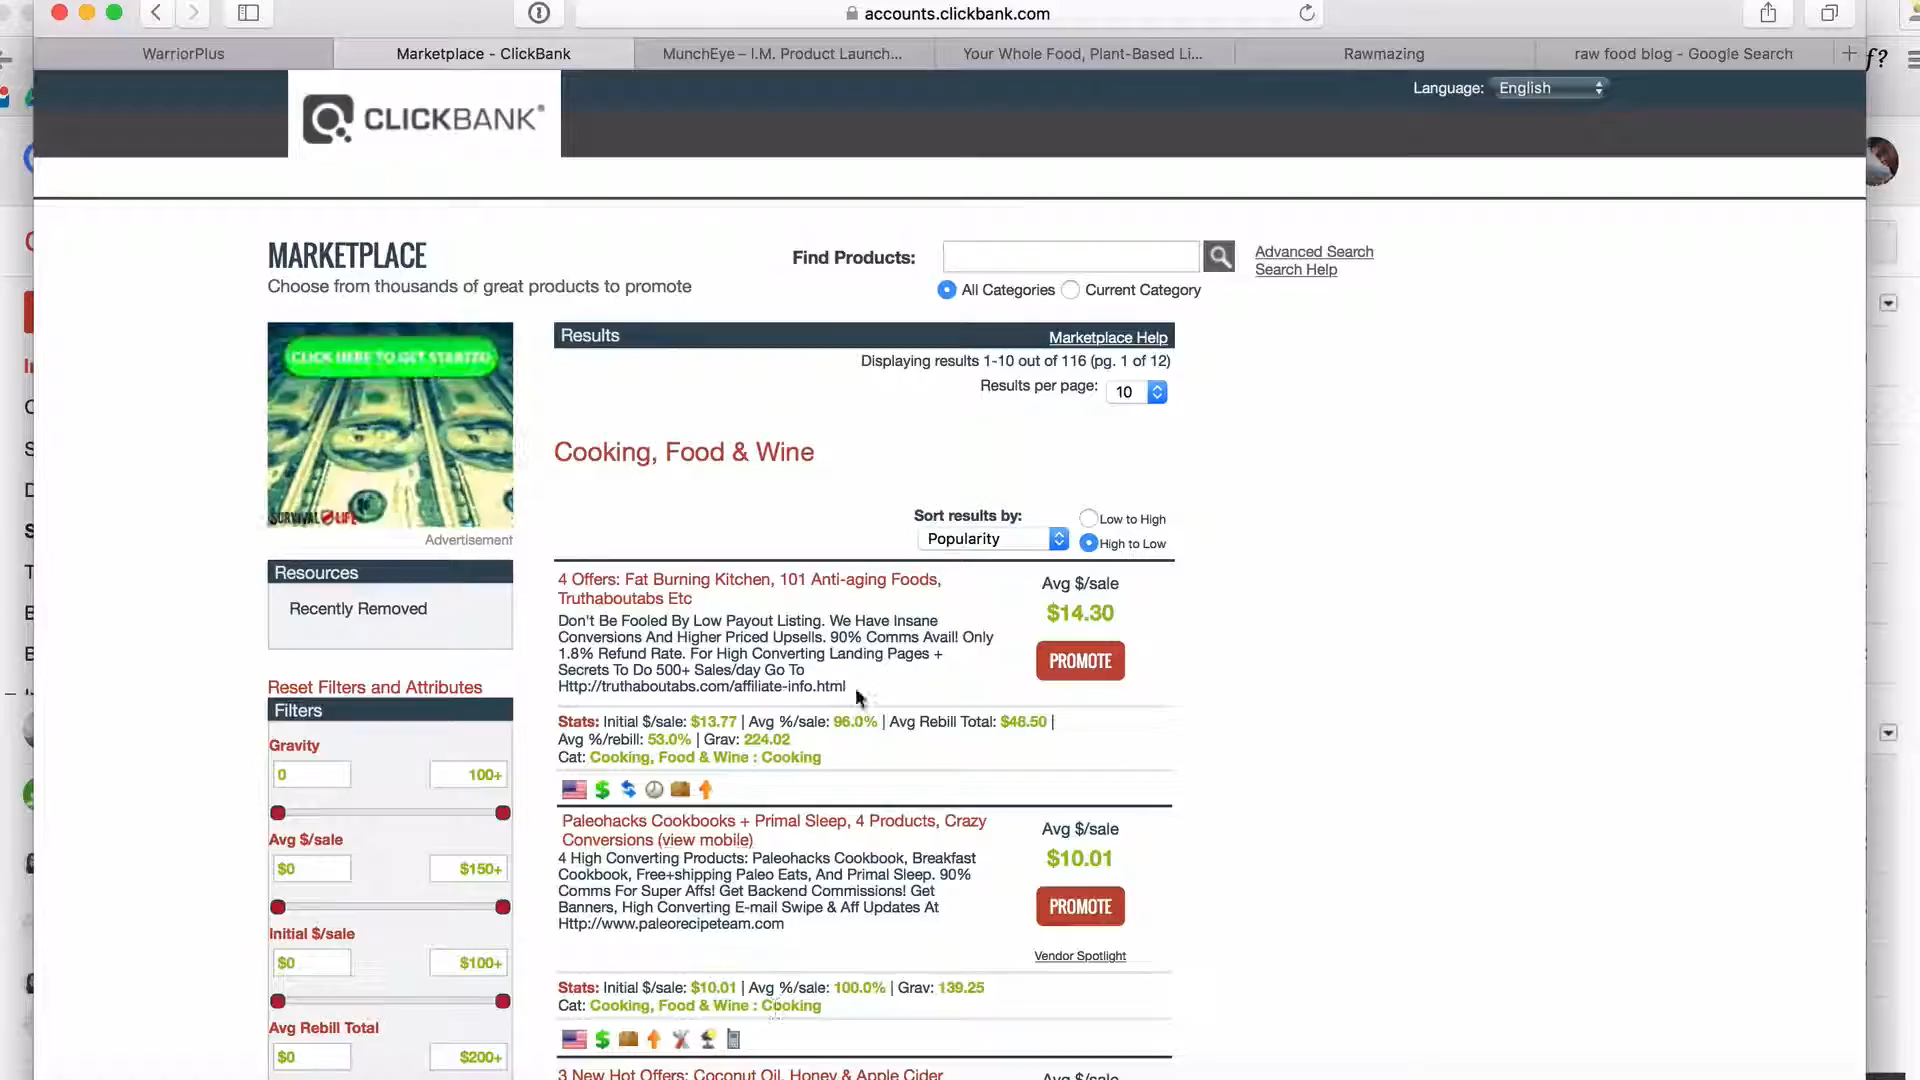 accounts.clickbank.com
WarriorPlus
Marketplace - ClickBank
MunchEye – I.M. Product Launch...
Your Whole Food, Plant-Based Li...
Rawmazing
raw food blog - Google Search
f?
Language: English
CLICKBANK
MARKETPLACE
Choose from thousands of great products to promote
Find Products:
Advanced Search
Search Help
All Categories
Current Category
CLICK HERE TO GET STARTED
SURVIVAL LIFE
Advertisement
Results
Marketplace Help
Displaying results 1-10 out of 116 (pg. 1 of 12)
Results per page: 10
Cooking, Food & Wine
Sort results by:
Popularity
Low to High
High to Low
Resources
Recently Removed
Reset Filters and Attributes
Filters
Gravity
0 100+
Avg $/sale
$0 $150+
Initial $/sale
$0 $100+
Avg Rebill Total
$0 $200+
4 Offers: Fat Burning Kitchen, 101 Anti-aging Foods,
Truthaboutabs Etc
Don't Be Fooled By Low Payout Listing. We Have Insane
Conversions And Higher Priced Upsells. 90% Comms Avail! Only
1.8% Refund Rate. For High Converting Landing Pages +
Secrets To Do 500+ Sales/day Go To
Http://truthaboutabs.com/affiliate-info.html
Avg $/sale
$14.30
PROMOTE
Stats: Initial $/sale: $13.77 | Avg %/sale: 96.0% | Avg Rebill Total: $48.50 |
Avg %/rebill: 53.0% | Grav: 224.02
Cat: Cooking, Food & Wine : Cooking
Paleohacks Cookbooks + Primal Sleep, 4 Products, Crazy
Conversions (view mobile)
4 High Converting Products: Paleohacks Cookbook, Breakfast
Cookbook, Free+shipping Paleo Eats, And Primal Sleep. 90%
Comms For Super Affs! Get Backend Commissions! Get
Banners, High Converting E-mail Swipe & Aff Updates At
Http://www.paleorecipeteam.com
Avg $/sale
$10.01
PROMOTE
Vendor Spotlight
Stats: Initial $/sale: $10.01 | Avg %/sale: 100.0% | Grav: 139.25
Cat: Cooking, Food & Wine : Cooking
3 New Hot Offers: Coconut Oil, Honey & Apple Cider
Avg $/sale